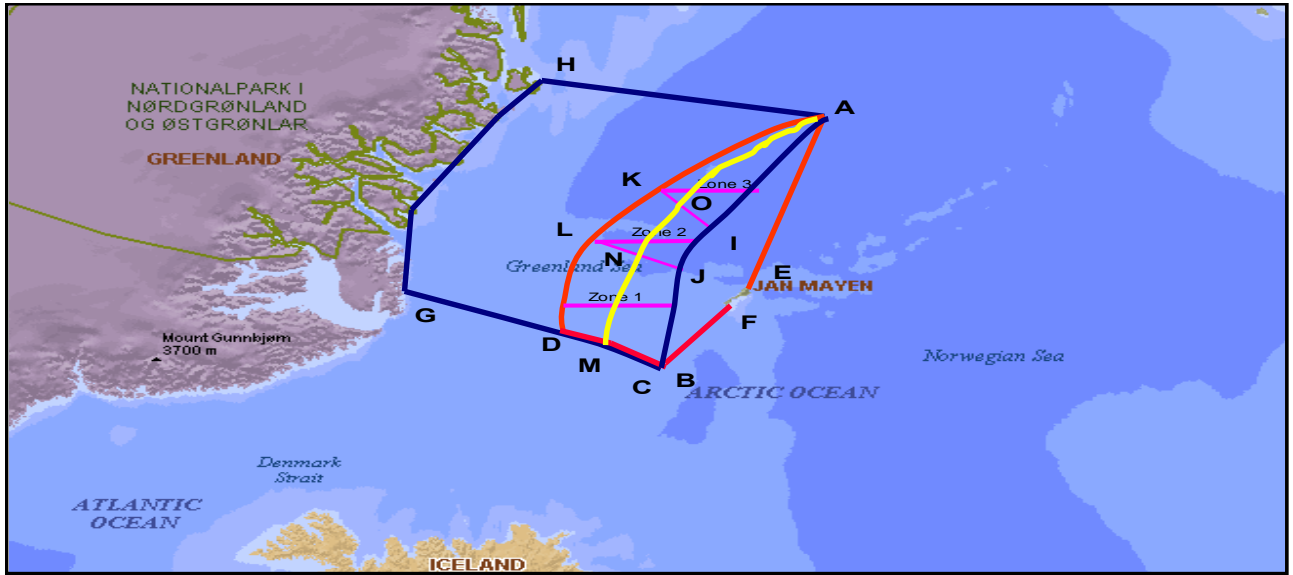 H
A
NATIONALPARK I
NØRDGRØNLAND
OG ØSTGRØNLAR
GREENLAND
K
Zone 3
O
L
Zone 2
I
N
Greenland Sea
J
E
JAN MAYEN
Zone 1
G
F
Mount Gunnbjørn
3700 m
D
M
Norwegian Sea
C
B
ARCTIC OCEAN
Denmark
Strait
ATLANTIC
OCEAN
ICELAND